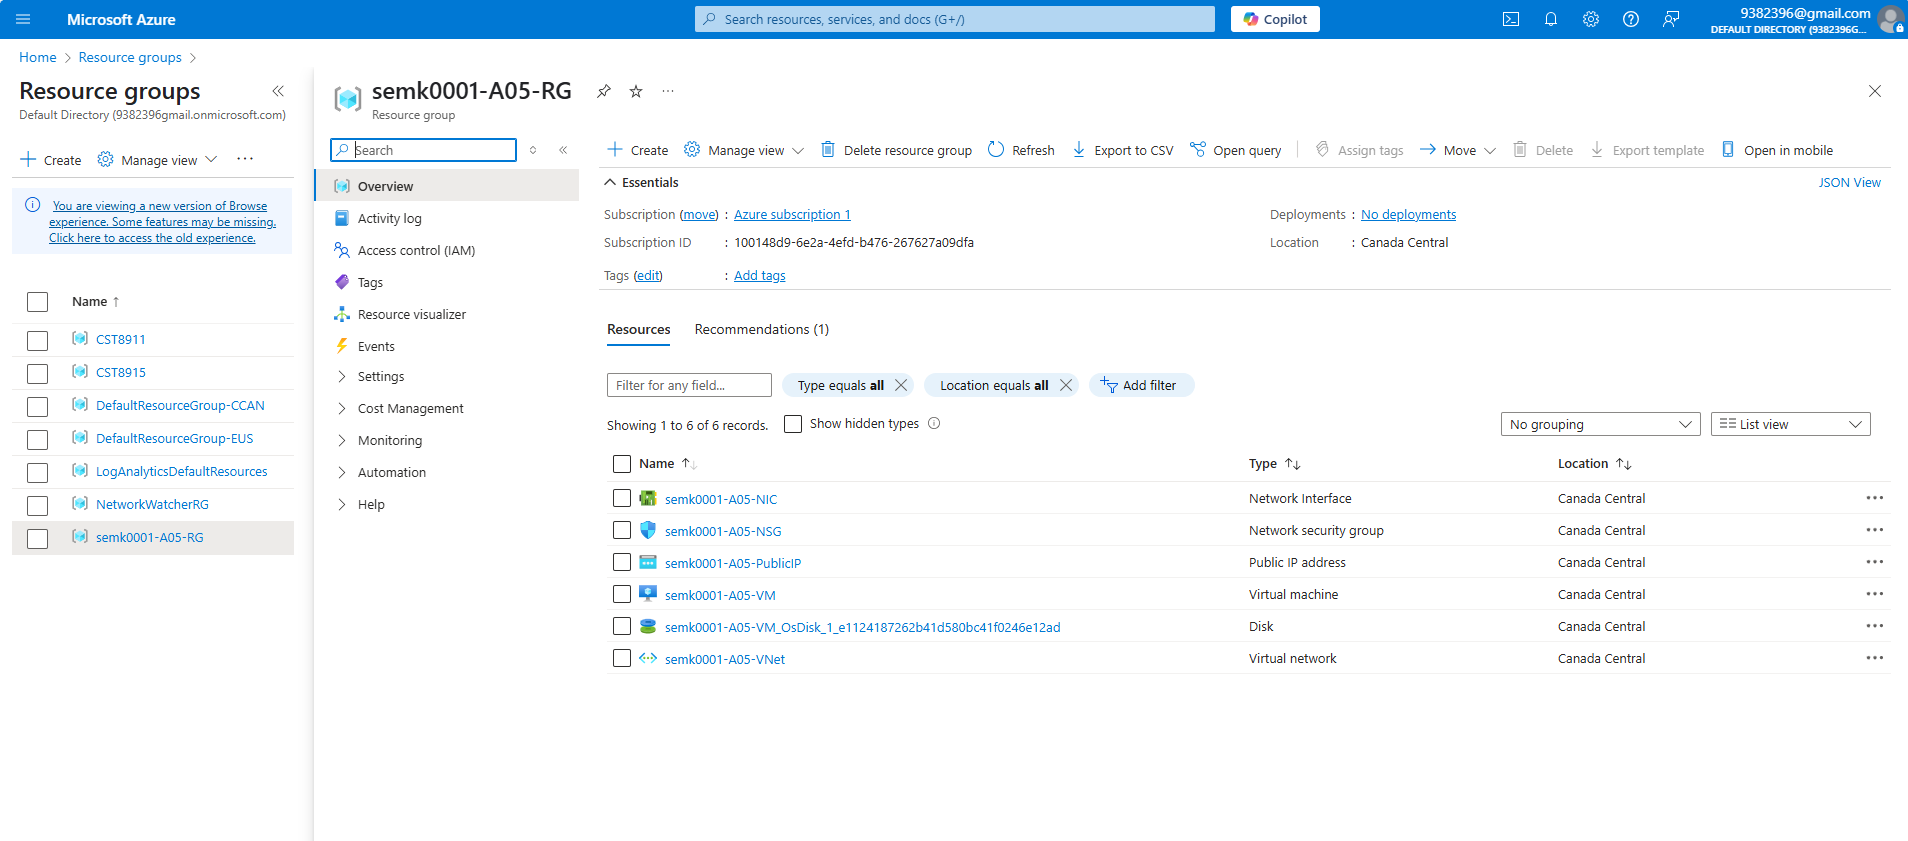 Microsoft Azure
Search resources, services, and docs (G+/)
Copilot
9382396@gmail.com
DEFAULT DIRECTORY (9382396G...
Home > Resource groups >
Resource groups
Default Directory (9382396gmail.onmicrosoft.com)
Create
Manage view
You are viewing a new version of Browse
experience. Some features may be missing.
Click here to access the old experience.
Name ↑
CST8911
CST8915
DefaultResourceGroup-CCAN
DefaultResourceGroup-EUS
LogAnalyticsDefaultResources
NetworkWatcherRG
semk0001-A05-RG
semk0001-A05-RG
Resource group
Search
Overview
Activity log
Access control (IAM)
Tags
Resource visualizer
Events
Settings
Cost Management
Monitoring
Automation
Help
Create
Manage view
Delete resource group
Refresh
Export to CSV
Open query
Assign tags
Move
Delete
Export template
Open in mobile
Essentials
JSON View
Subscription (move) : Azure subscription 1
Deployments : No deployments
Subscription ID : 100148d9-6e2a-4efd-b476-267627a09dfa
Location : Canada Central
Tags (edit) : Add tags
Resources
Recommendations (1)
Filter for any field...
Type equals all
Location equals all
Add filter
Showing 1 to 6 of 6 records.
Show hidden types
No grouping
List view
Name ↑↓ Type ↑↓ Location ↑↓
semk0001-A05-NIC Network Interface Canada Central
semk0001-A05-NSG Network security group Canada Central
semk0001-A05-PublicIP Public IP address Canada Central
semk0001-A05-VM Virtual machine Canada Central
semk0001-A05-VM_OsDisk_1_e1124187262b41d580bc41f0246e12ad Disk Canada Central
semk0001-A05-VNet Virtual network Canada Central